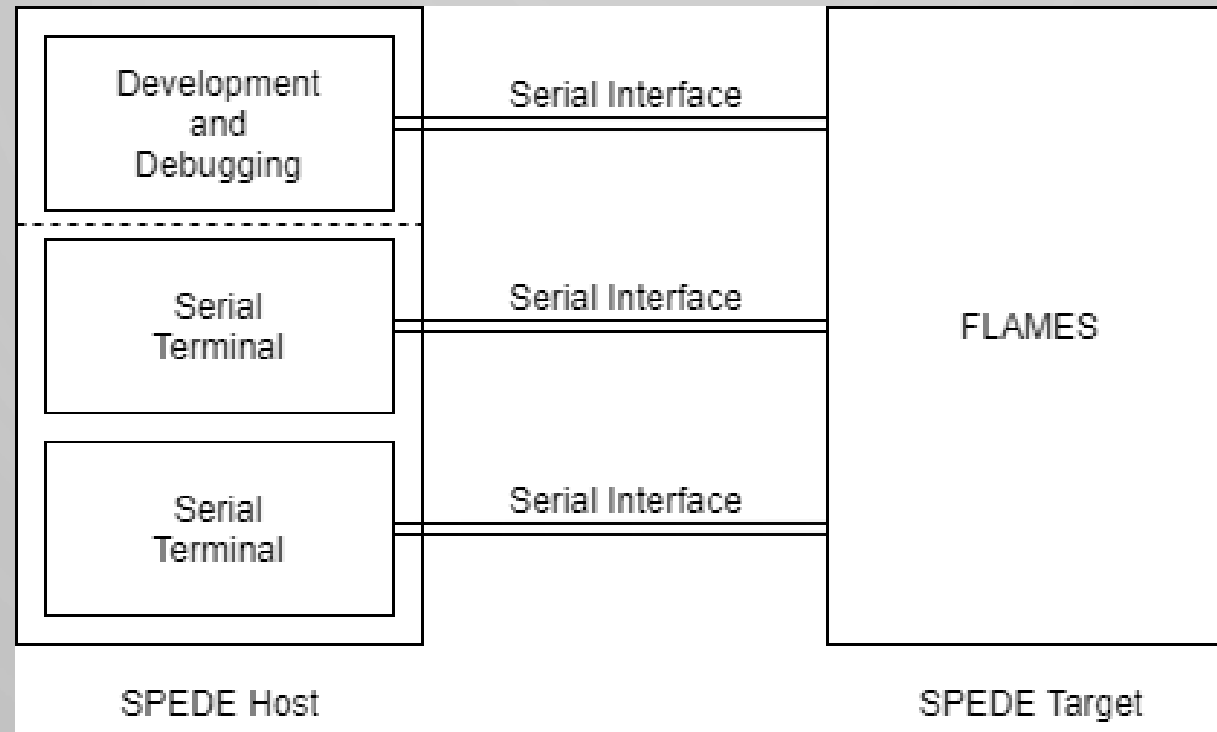 Development
and
Debugging
Serial Interface
Serial
Terminal
Serial Interface
FLAMES
Serial
Terminal
Serial Interface
SPEDE Host
SPEDE Target